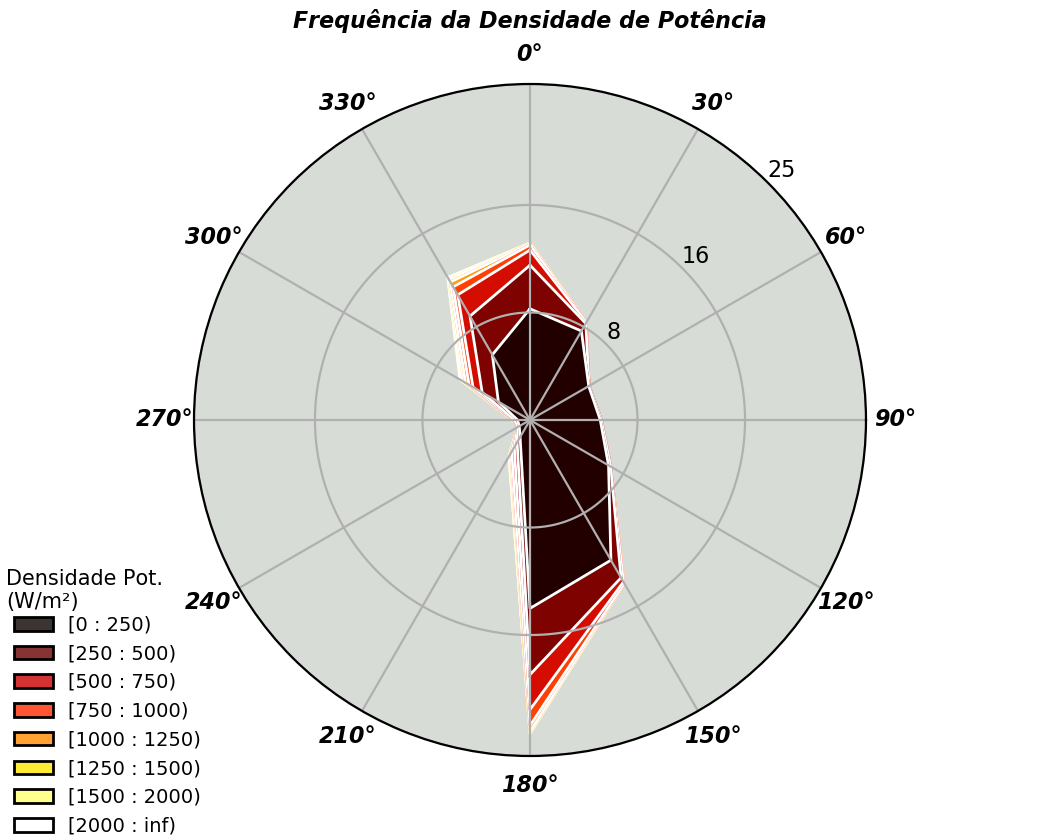 Frequência da Densidade de Potência
0°
330°
30°
25
300°
60°
16
8
270°
90°
240°
120°
210°
150°
180°
Densidade Pot.
(W/m²)
[0 : 250)
[250 : 500)
[500 : 750)
[750 : 1000)
[1000 : 1250)
[1250 : 1500)
[1500 : 2000)
[2000 : inf)